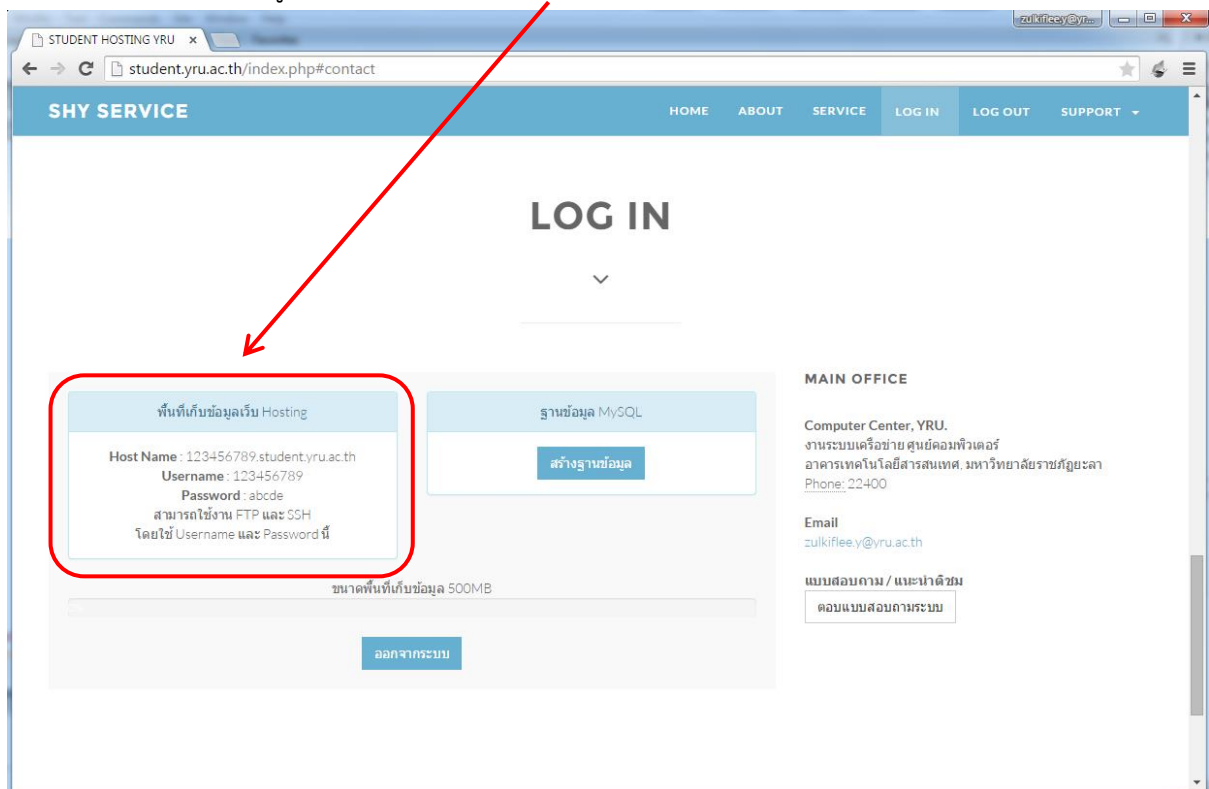 zulkifleey@yr...
STUDENT HOSTING YRU
student.yru.ac.th/index.php#contact
SHY SERVICE
HOME ABOUT SERVICE LOG IN LOG OUT SUPPORT
LOG IN
พื้นที่เก็บข้อมูลเว็บ Hosting
Host Name : 123456789.student.yru.ac.th
Username : 123456789
Password : abcde
สามารถใช้งาน FTP และ SSH
โดยใช้ Username และ Password นี้
ฐานข้อมูล MySQL
สร้างฐานข้อมูล
ขนาดพื้นที่เก็บข้อมูล 500MB
ออกจากระบบ
MAIN OFFICE
Computer Center, YRU.
งานระบบเครือข่าย ศูนย์คอมพิวเตอร์
อาคารเทคโนโลยีสารสนเทศ, มหาวิทยาลัยราชภัฏยะลา
Phone: 22400
Email
zulkiflee.y@yru.ac.th
แบบสอบถาม / แนะนำติชม
ตอบแบบสอบถามระบบ